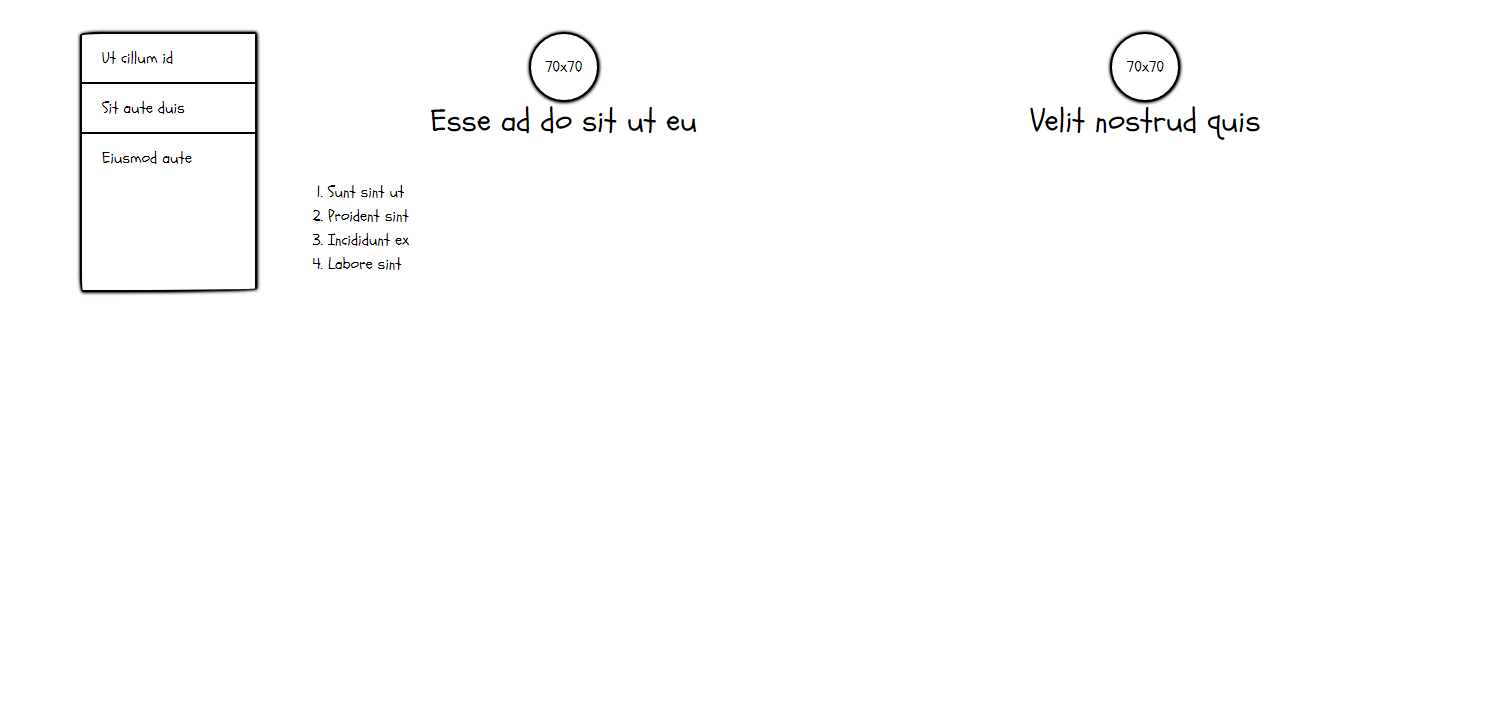 Ut cillum id
Sit aute duis
Eiusmod aute
70x70
Esse ad do sit ut eu
1. Sunt sint ut
2. Proident sint
3. Incididunt ex
4. Labore sint
70x70
Velit nostrud quis